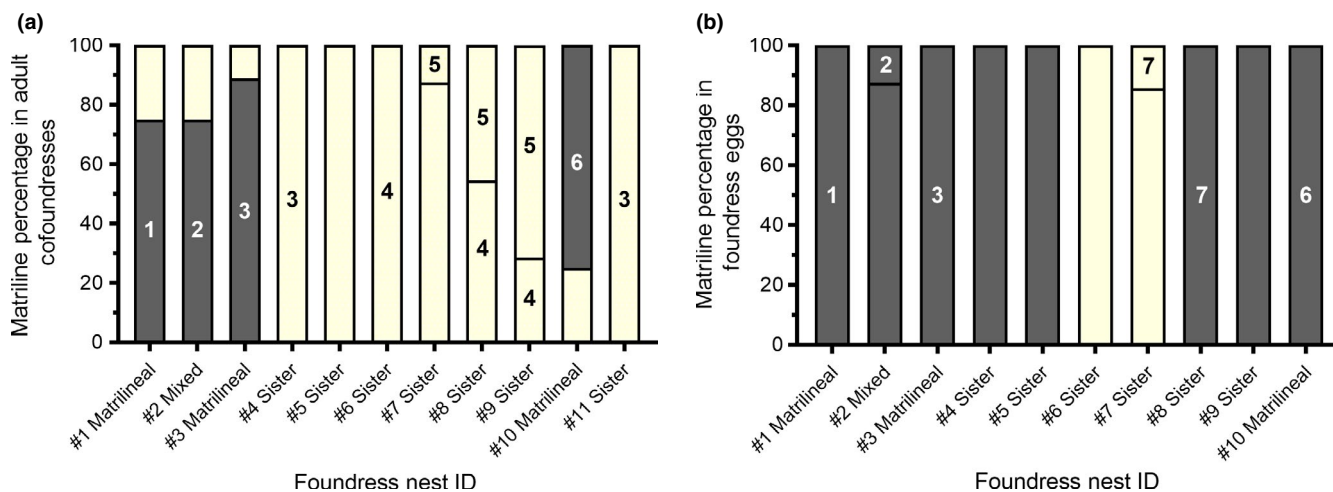 (a)
Matriline percentage in adult
cofoundresses
100
80
60
40
20
0
1
2
3
3
4
5
5
4
5
4
6
3
#1 Matrilineal
#2 Mixed
#3 Matrilineal
#4 Sister
#5 Sister
#6 Sister
#7 Sister
#8 Sister
#9 Sister
#10 Matrilineal
#11 Sister
Foundress nest ID
(b)
Matriline percentage in
foundress eggs
100
80
60
40
20
0
1
2
3
7
7
6
#1 Matrilineal
#2 Mixed
#3 Matrilineal
#4 Sister
#5 Sister
#6 Sister
#7 Sister
#8 Sister
#9 Sister
#10 Matrilineal
Foundress nest ID